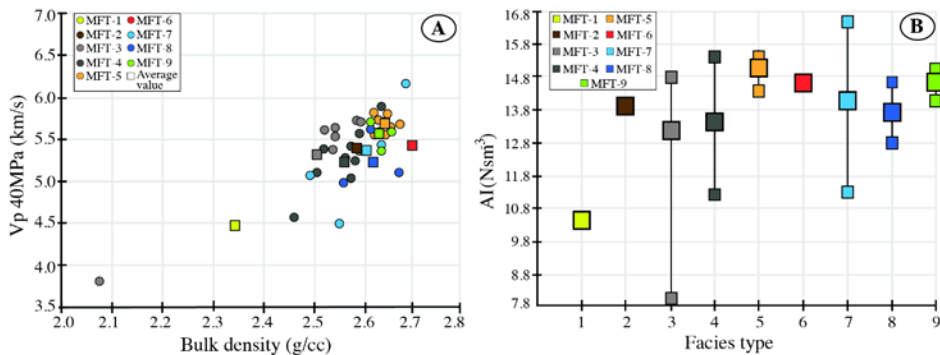 A
MFT-1
MFT-6
MFT-2
MFT-7
MFT-3
MFT-8
MFT-4
MFT-9
MFT-5
Average value
Vp 40MPa (km/s)
7.0
6.5
6.0
5.5
5.0
4.5
4.0
3.5
2.0
2.1
2.2
2.3
2.4
2.5
2.6
2.7
2.8
Bulk density (g/cc)
B
MFT-1
MFT-5
MFT-2
MFT-6
MFT-3
MFT-7
MFT-4
MFT-8
MFT-9
AI(Nsm³)
16.8
15.8
14.8
13.8
12.8
11.8
10.8
9.8
8.8
7.8
1
2
3
4
5
6
7
8
9
Facies type